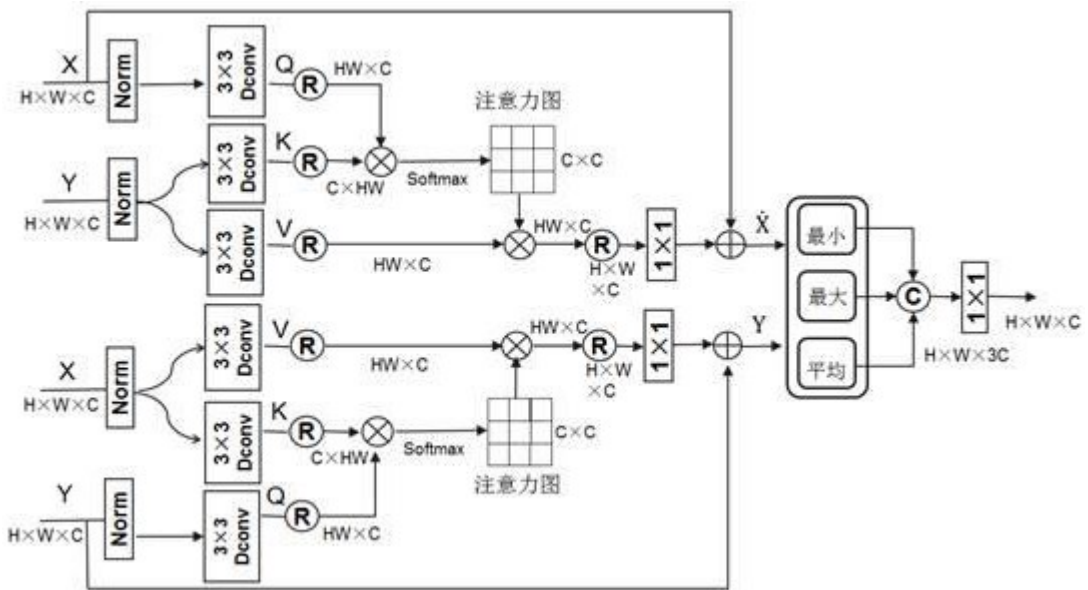 X
H×W×C
Norm
3×3
Dconv
Q
R
HW×C
Y
H×W×C
Norm
3×3
Dconv
K
R
C×HW
Softmax
注意力图
C×C
3×3
Dconv
V
R
HW×C
HW×C
R
H×W
×C
1×1
Ẋ
最小
最大
平均
C
H×W×3C
1×1
H×W×C
X
H×W×C
Norm
3×3
Dconv
V
R
HW×C
HW×C
R
H×W
×C
1×1
Y
3×3
Dconv
K
R
C×HW
Softmax
C×C
注意力图
Y
H×W×C
Norm
3×3
Dconv
Q
R
HW×C